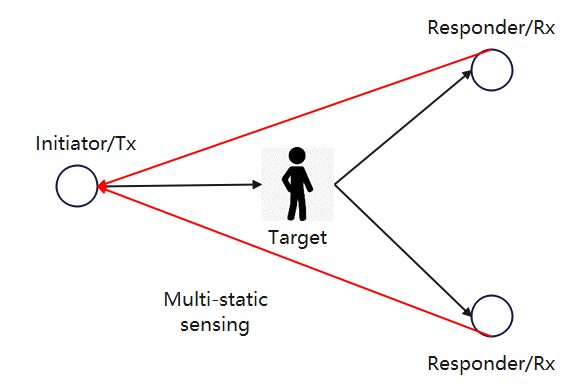 Responder/Rx
Initiator/Tx
Target
Multi-static
sensing
Responder/Rx